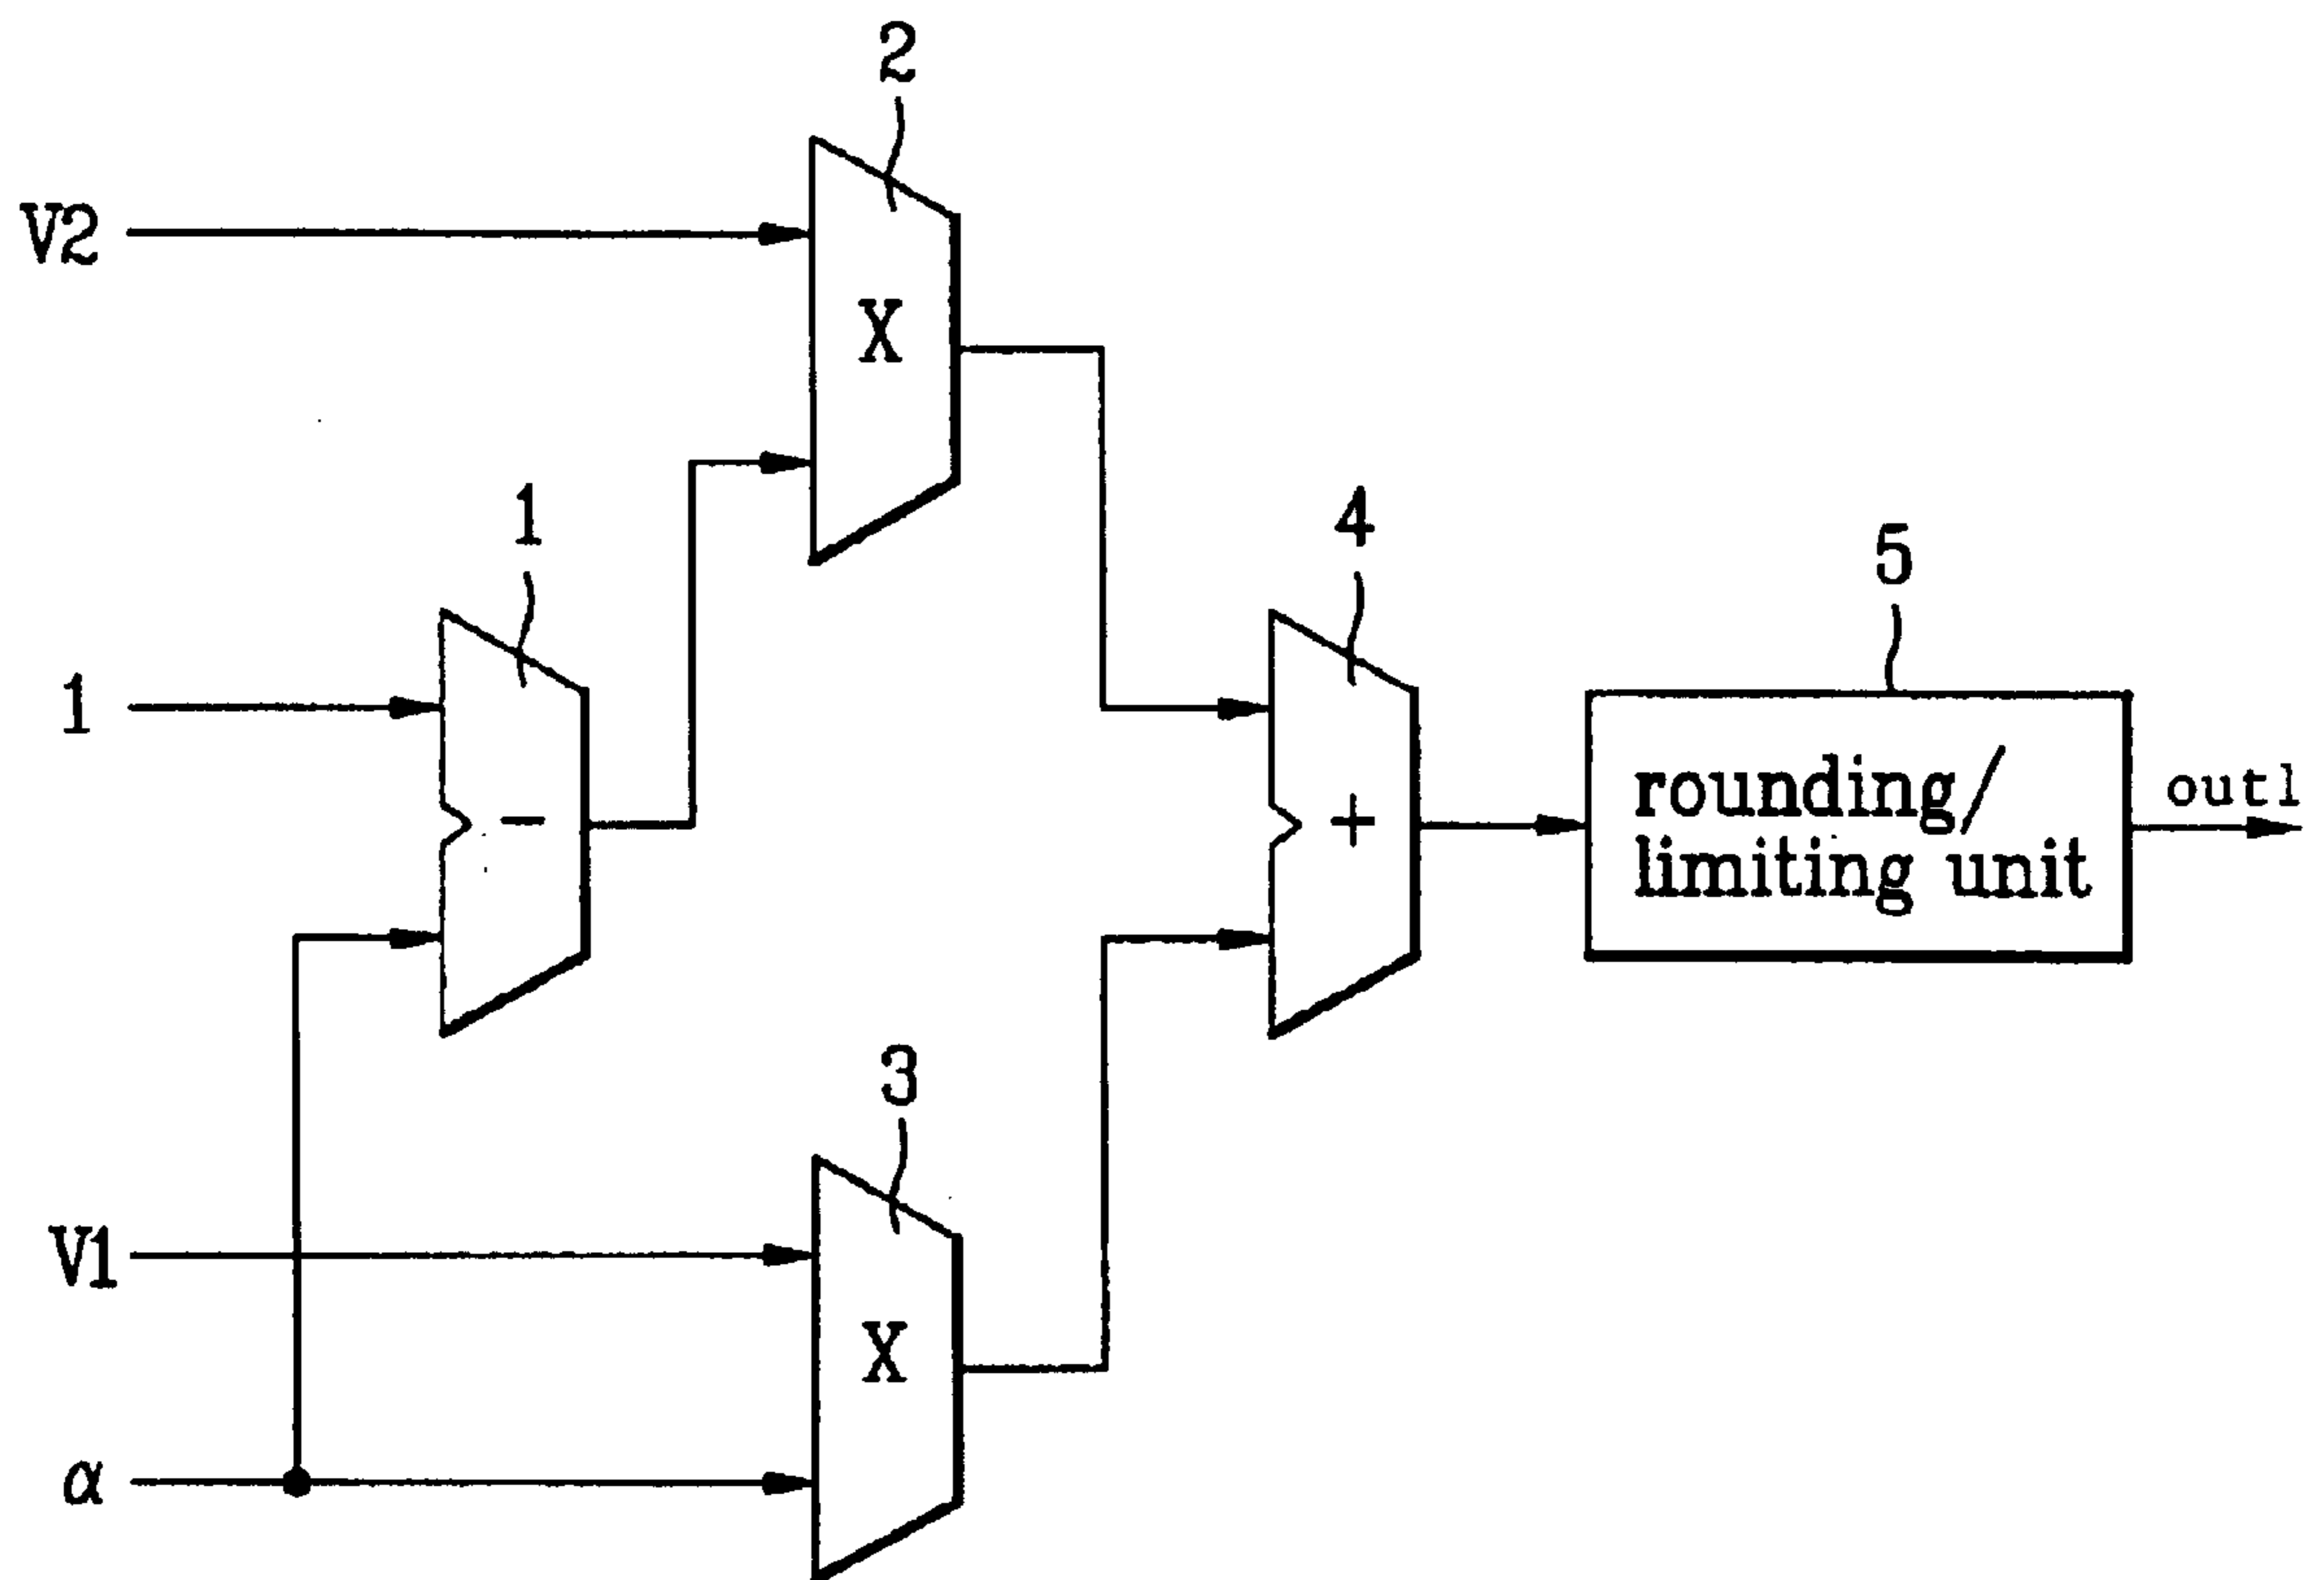 2
V2
X
1
4
5
1
−
+
rounding/
limiting unit
out1
3
V1
X
α